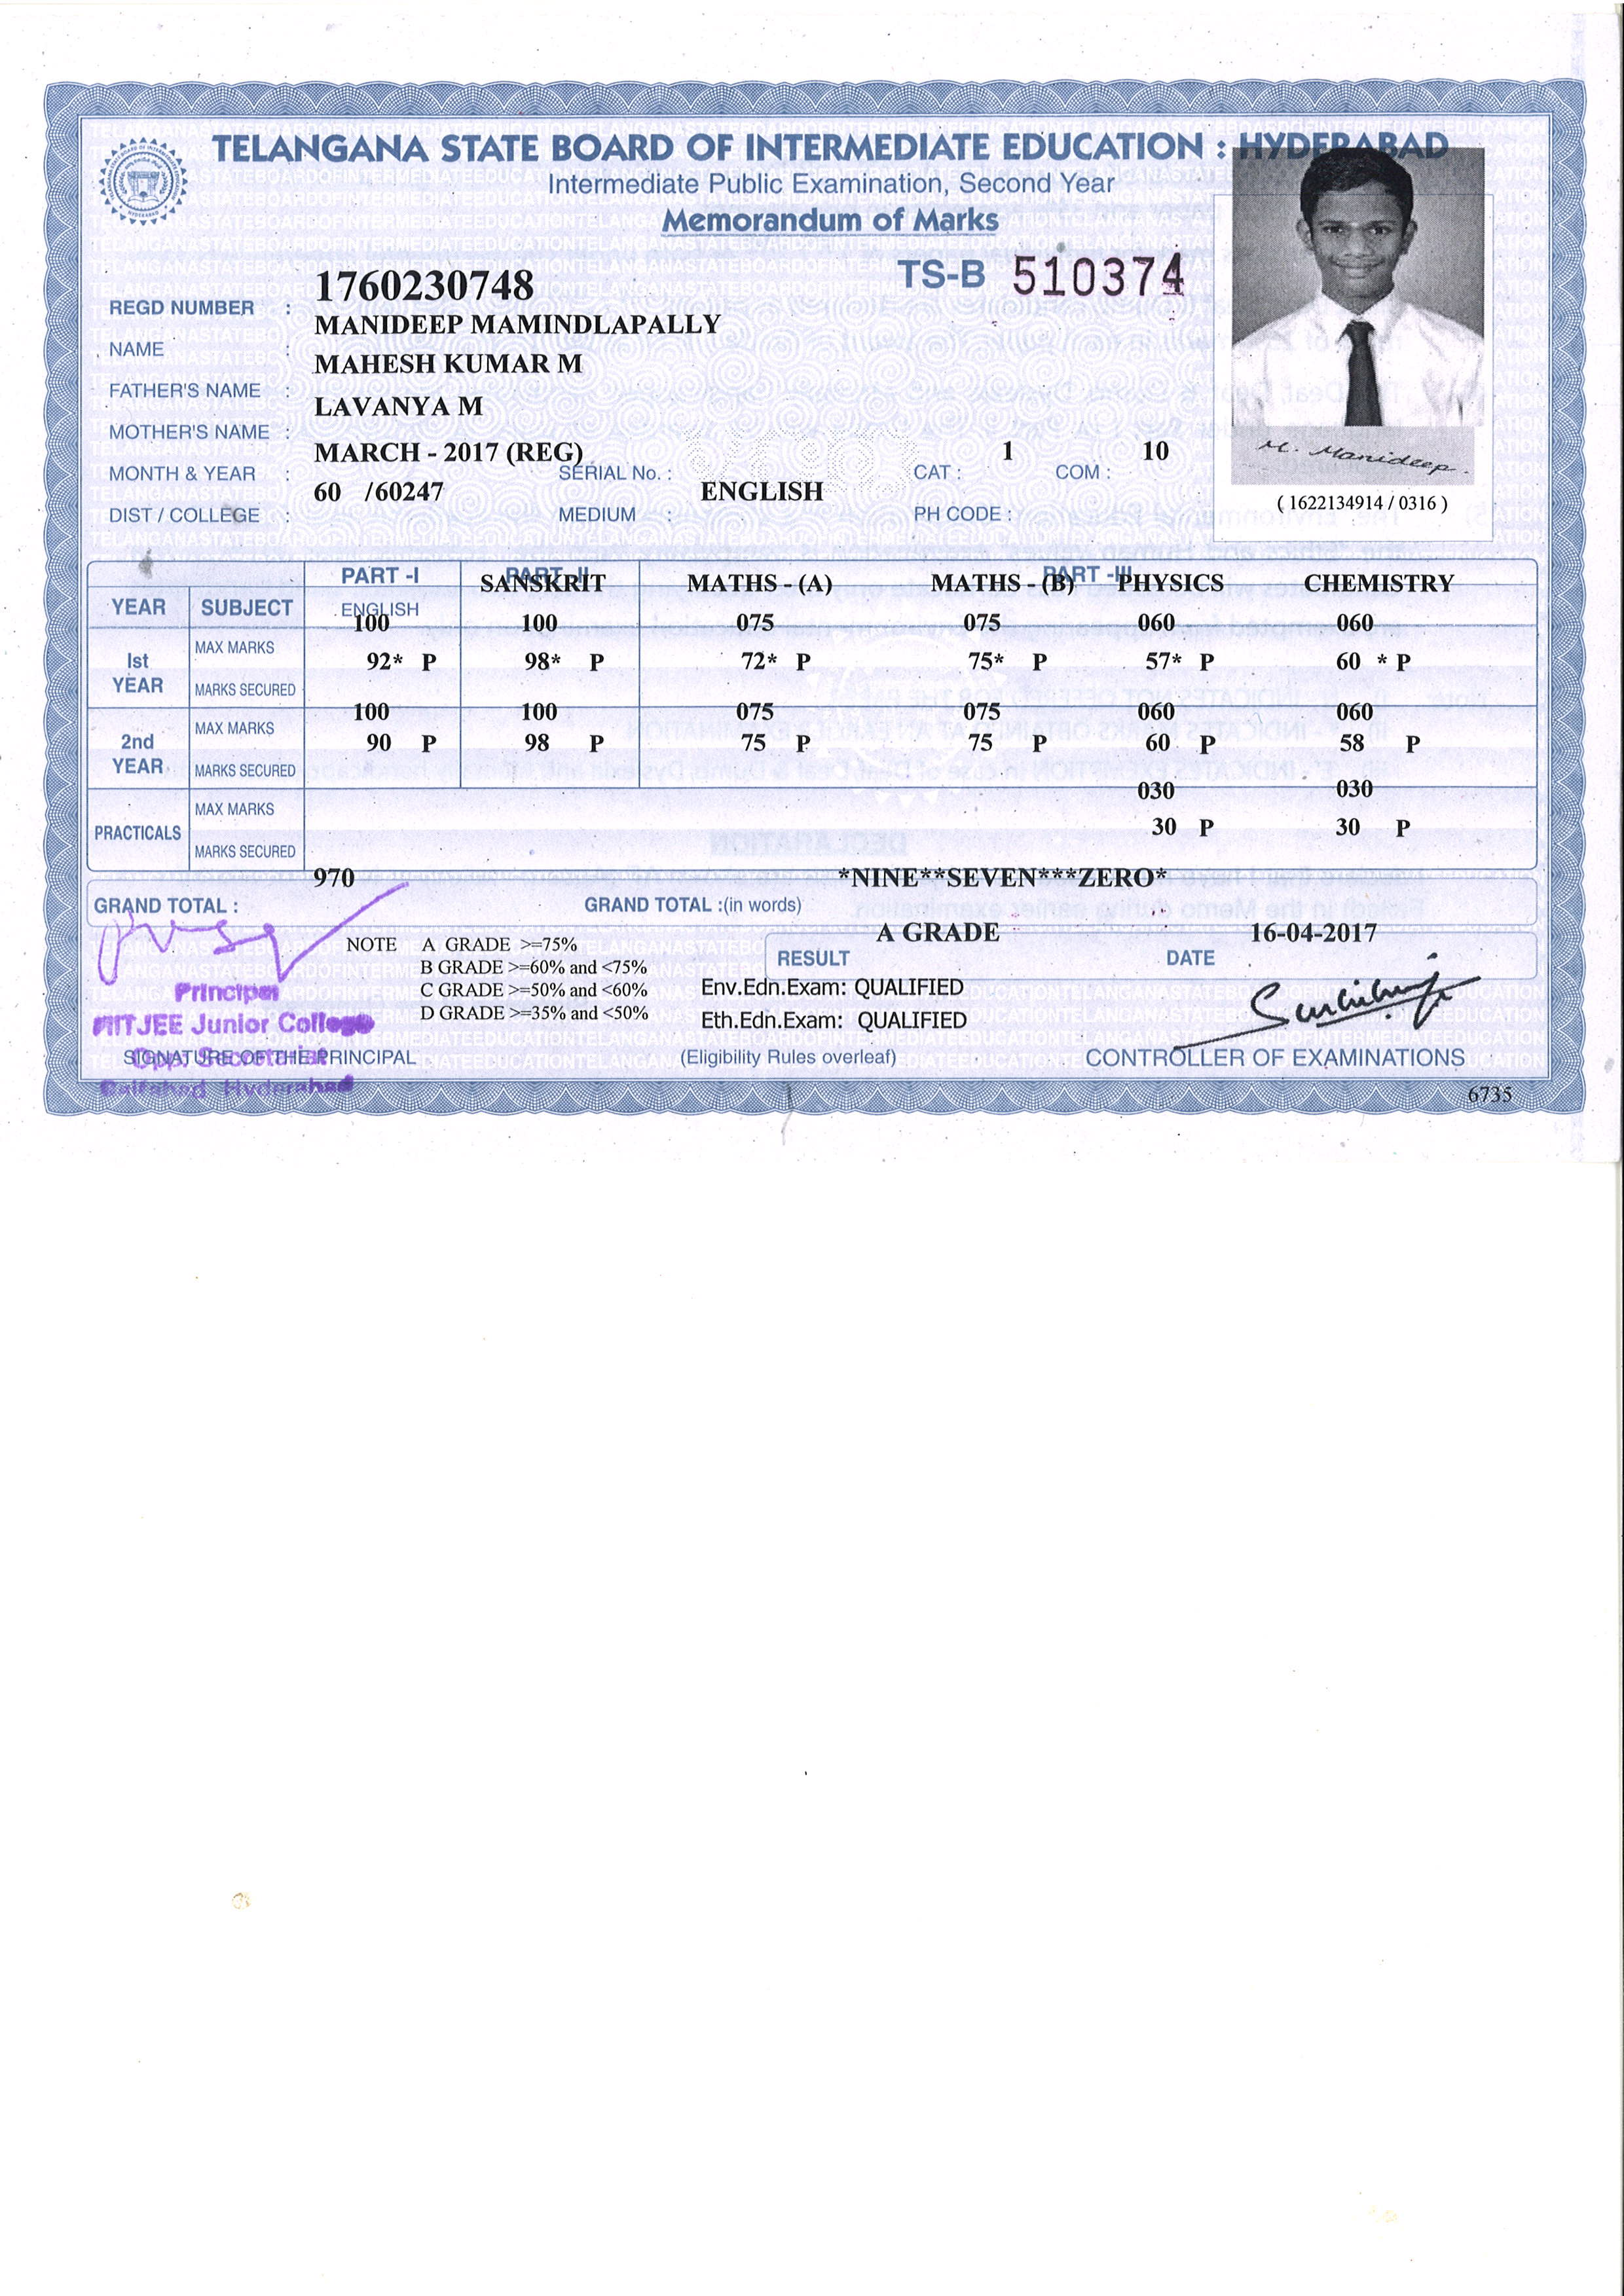 TELANGANA STATE BOARD OF INTERMEDIATE EDUCATION : HYDERABAD
Intermediate Public Examination, Second Year
Memorandum of Marks
TS-B 510374
REGD NUMBER : 1760230748
NAME : MANIDEEP MAMINDLAPALLY
FATHER'S NAME : MAHESH KUMAR M
MOTHER'S NAME : LAVANYA M
MONTH & YEAR : MARCH - 2017 (REG) SERIAL No. : CAT : 1 COM : 10
DIST / COLLEGE : 60 /60247 MEDIUM : ENGLISH PH CODE :
M. Manideep.
( 1622134914 / 0316 )
PART -I PART -II PART -III
YEAR SUBJECT ENGLISH SANSKRIT MATHS - (A) MATHS - (B) PHYSICS CHEMISTRY
Ist YEAR MAX MARKS 100 100 075 075 060 060
MARKS SECURED 92* P 98* P 72* P 75* P 57* P 60 * P
2nd YEAR MAX MARKS 100 100 075 075 060 060
MARKS SECURED 90 P 98 P 75 P 75 P 60 P 58 P
PRACTICALS MAX MARKS 030 030
MARKS SECURED 30 P 30 P
GRAND TOTAL : 970 GRAND TOTAL :(in words) *NINE**SEVEN***ZERO*
RESULT A GRADE DATE 16-04-2017
NOTE A GRADE >=75%
B GRADE >=60% and <75%
C GRADE >=50% and <60%
D GRADE >=35% and <50%
Env.Edn.Exam: QUALIFIED
Eth.Edn.Exam: QUALIFIED
Principal
FIITJEE Junior College
Opp. Secretariat
Saifabad Hyderabad
SIGNATURE OF THE PRINCIPAL (Eligibility Rules overleaf) CONTROLLER OF EXAMINATIONS
6735